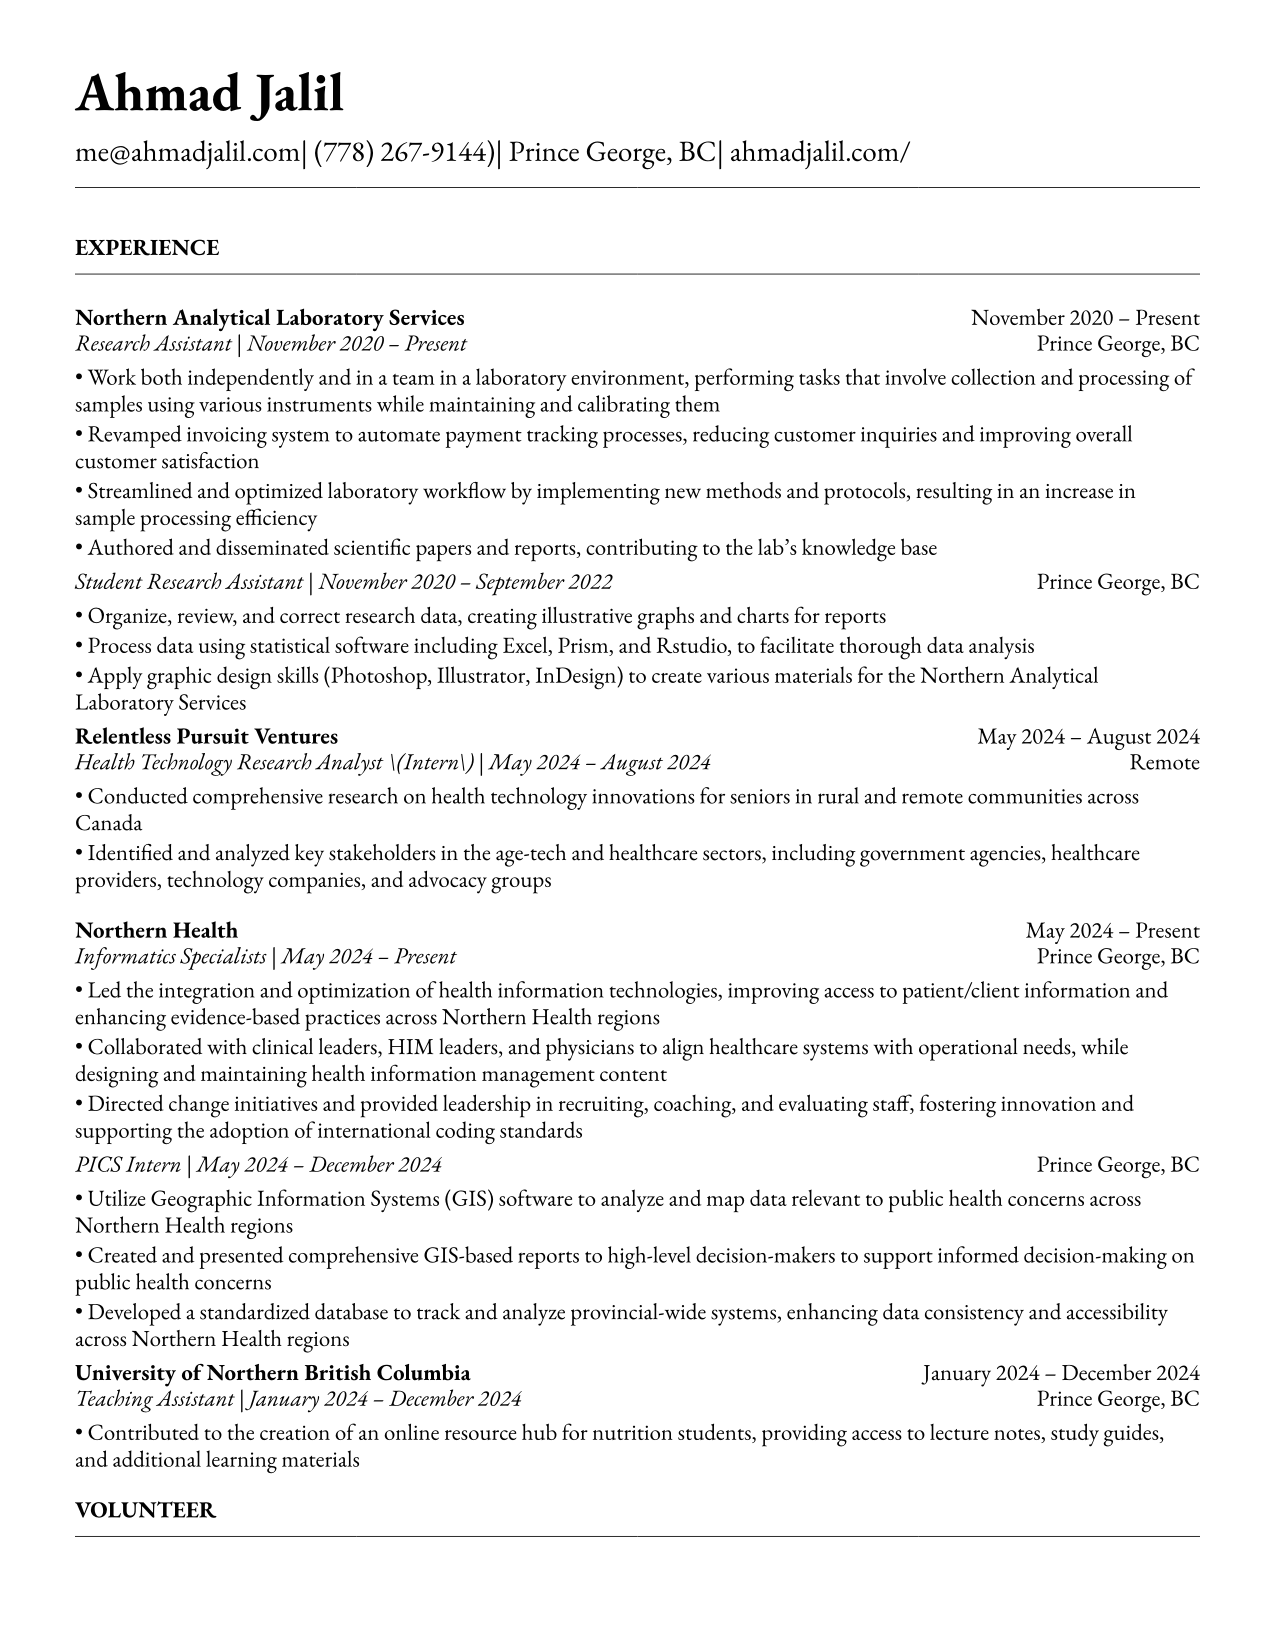 Ahmad Jalil
me@ahmadjalil.com| (778) 267-9144)| Prince George, BC| ahmadjalil.com/
EXPERIENCE
Northern Analytical Laboratory Services November 2020 – Present
Research Assistant | November 2020 – Present Prince George, BC
• Work both independently and in a team in a laboratory environment, performing tasks that involve collection and processing of
samples using various instruments while maintaining and calibrating them
• Revamped invoicing system to automate payment tracking processes, reducing customer inquiries and improving overall
customer satisfaction
• Streamlined and optimized laboratory workflow by implementing new methods and protocols, resulting in an increase in
sample processing efficiency
• Authored and disseminated scientific papers and reports, contributing to the lab’s knowledge base
Student Research Assistant | November 2020 – September 2022 Prince George, BC
• Organize, review, and correct research data, creating illustrative graphs and charts for reports
• Process data using statistical software including Excel, Prism, and Rstudio, to facilitate thorough data analysis
• Apply graphic design skills (Photoshop, Illustrator, InDesign) to create various materials for the Northern Analytical
Laboratory Services
Relentless Pursuit Ventures May 2024 – August 2024
Health Technology Research Analyst \(Intern\) | May 2024 – August 2024 Remote
• Conducted comprehensive research on health technology innovations for seniors in rural and remote communities across
Canada
• Identified and analyzed key stakeholders in the age-tech and healthcare sectors, including government agencies, healthcare
providers, technology companies, and advocacy groups
Northern Health May 2024 – Present
Informatics Specialists | May 2024 – Present Prince George, BC
• Led the integration and optimization of health information technologies, improving access to patient/client information and
enhancing evidence-based practices across Northern Health regions
• Collaborated with clinical leaders, HIM leaders, and physicians to align healthcare systems with operational needs, while
designing and maintaining health information management content
• Directed change initiatives and provided leadership in recruiting, coaching, and evaluating staff, fostering innovation and
supporting the adoption of international coding standards
PICS Intern | May 2024 – December 2024 Prince George, BC
• Utilize Geographic Information Systems (GIS) software to analyze and map data relevant to public health concerns across
Northern Health regions
• Created and presented comprehensive GIS-based reports to high-level decision-makers to support informed decision-making on
public health concerns
• Developed a standardized database to track and analyze provincial-wide systems, enhancing data consistency and accessibility
across Northern Health regions
University of Northern British Columbia January 2024 – December 2024
Teaching Assistant | January 2024 – December 2024 Prince George, BC
• Contributed to the creation of an online resource hub for nutrition students, providing access to lecture notes, study guides,
and additional learning materials
VOLUNTEER